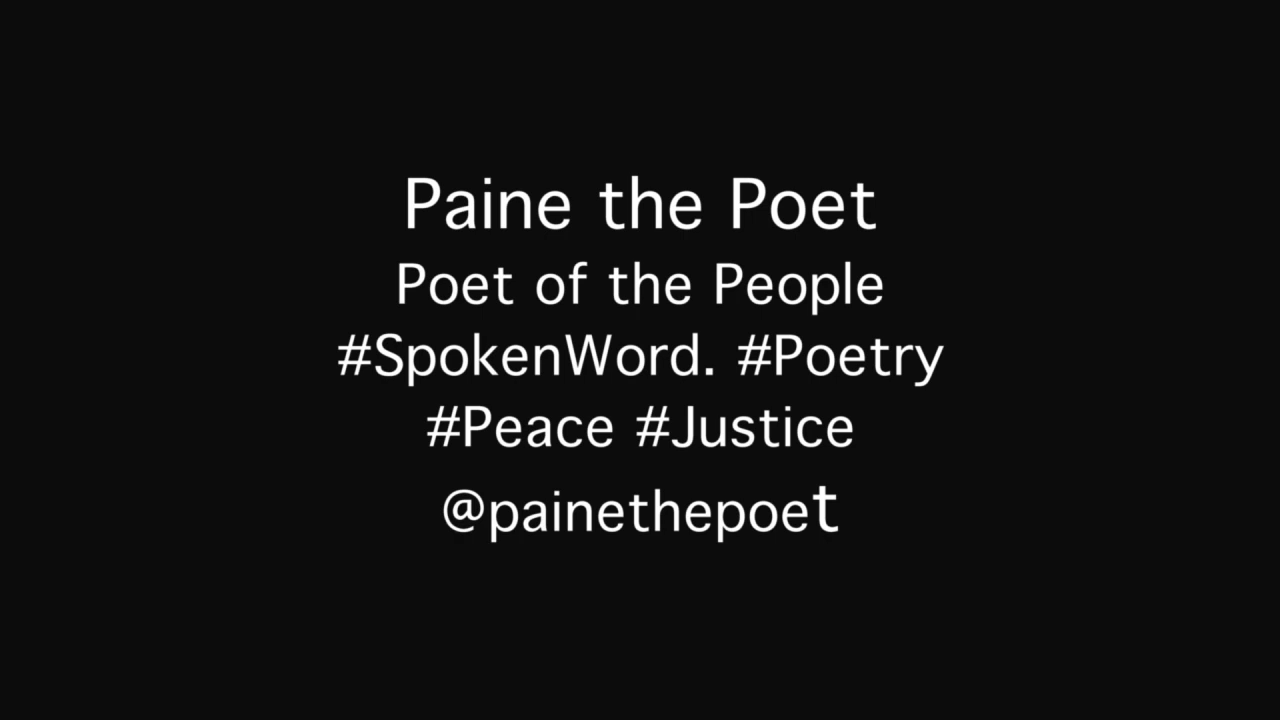 Paine the Poet
Poet of the People
#SpokenWord. #Poetry
#Peace #Justice
@painethepoet